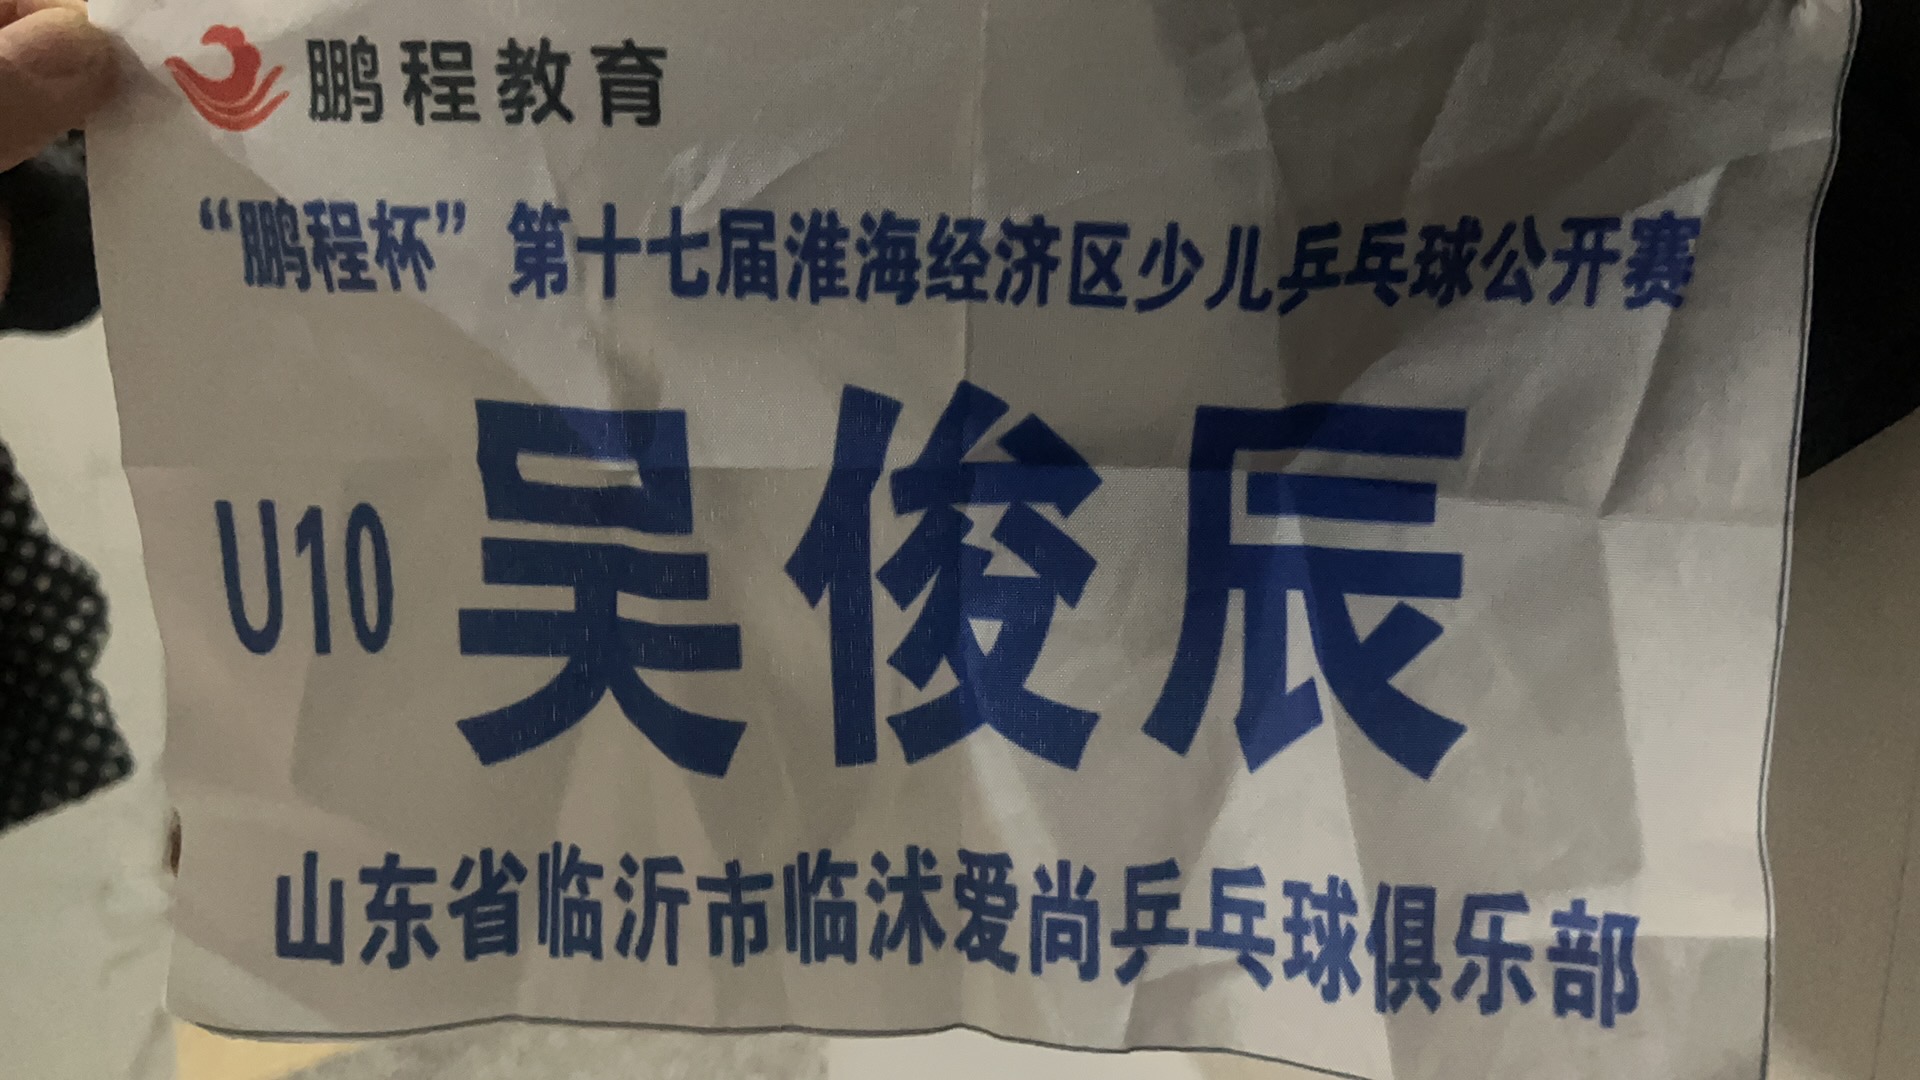 鹏程教育
“鹏程杯”第十七届淮海经济区少儿乒乓球公开赛
U10 吴俊辰
山东省临沂市临沭爱尚乒乓球俱乐部